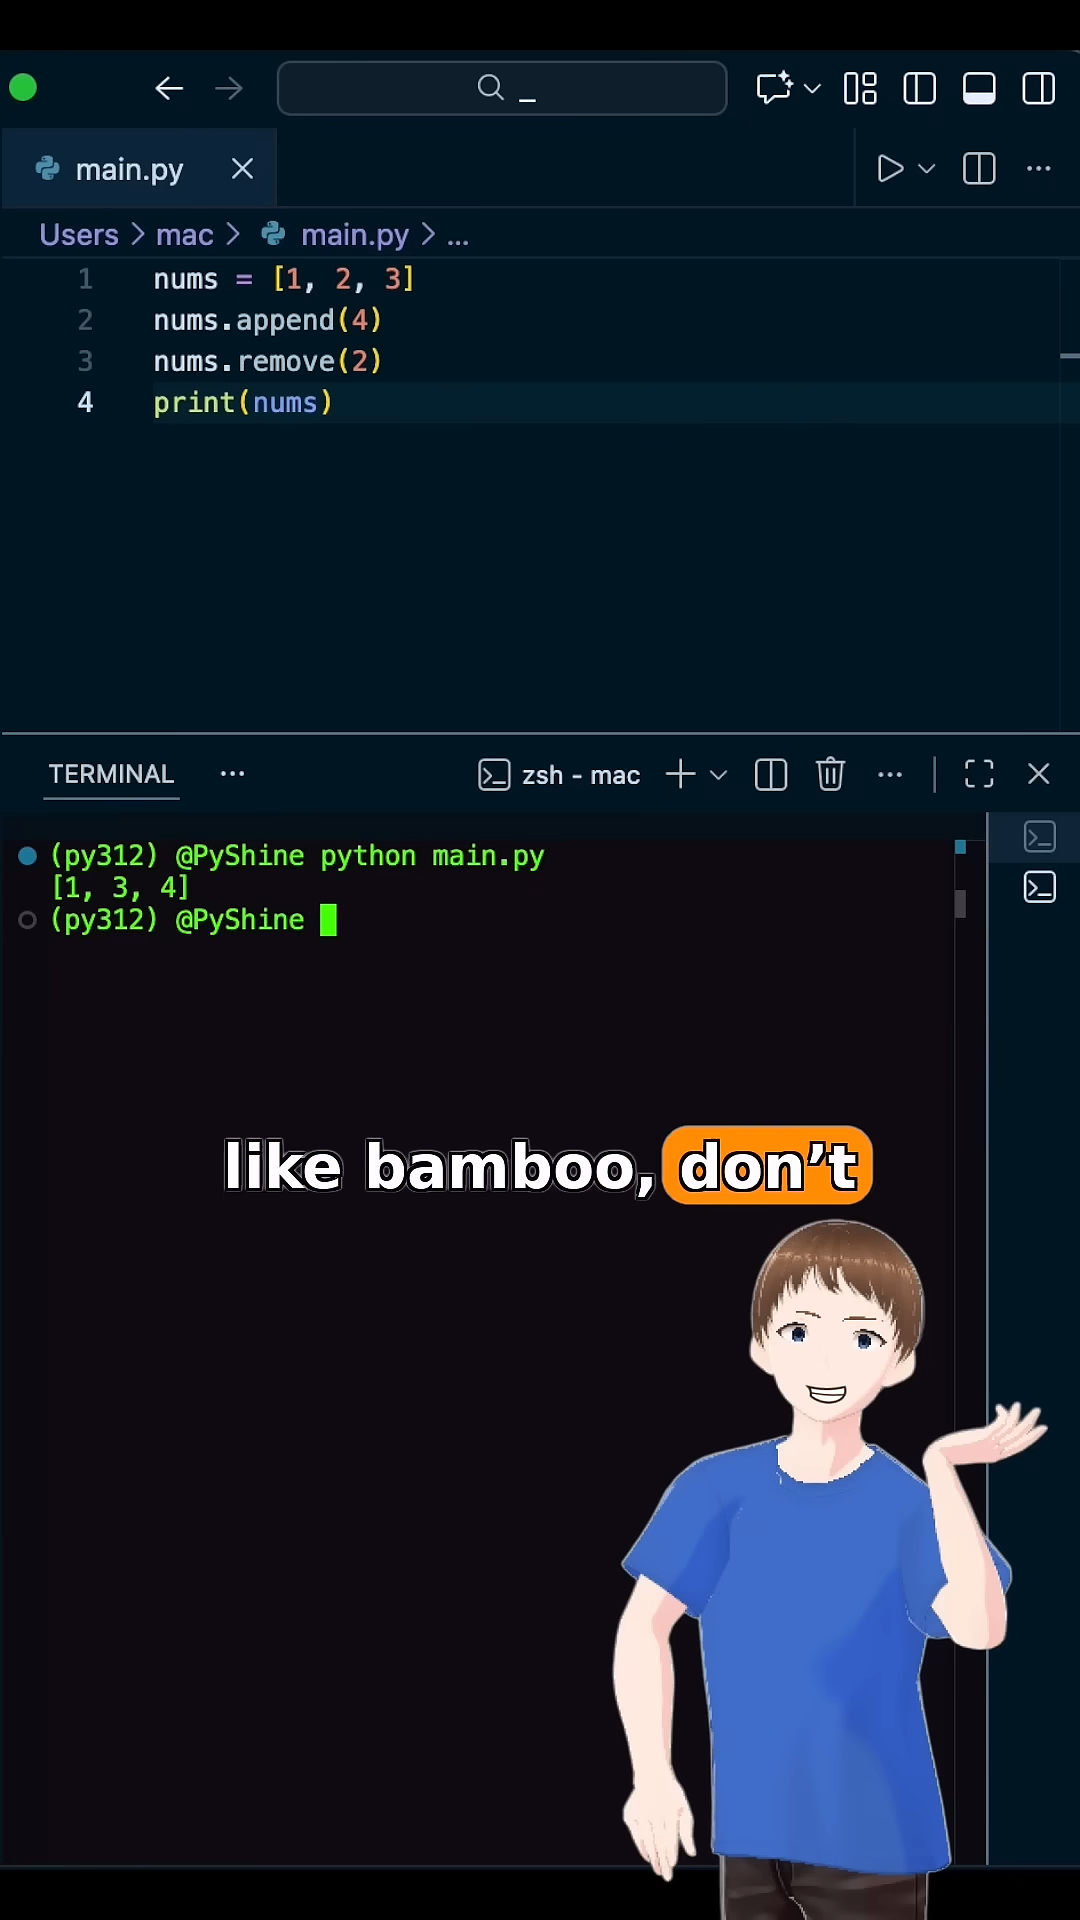 _
main.py
Users > mac > main.py > ...
1 nums = [1, 2, 3]
2 nums.append(4)
3 nums.remove(2)
4 print(nums)
TERMINAL
zsh - mac
(py312) @PyShine python main.py
[1, 3, 4]
(py312) @PyShine
like bamboo, don’t